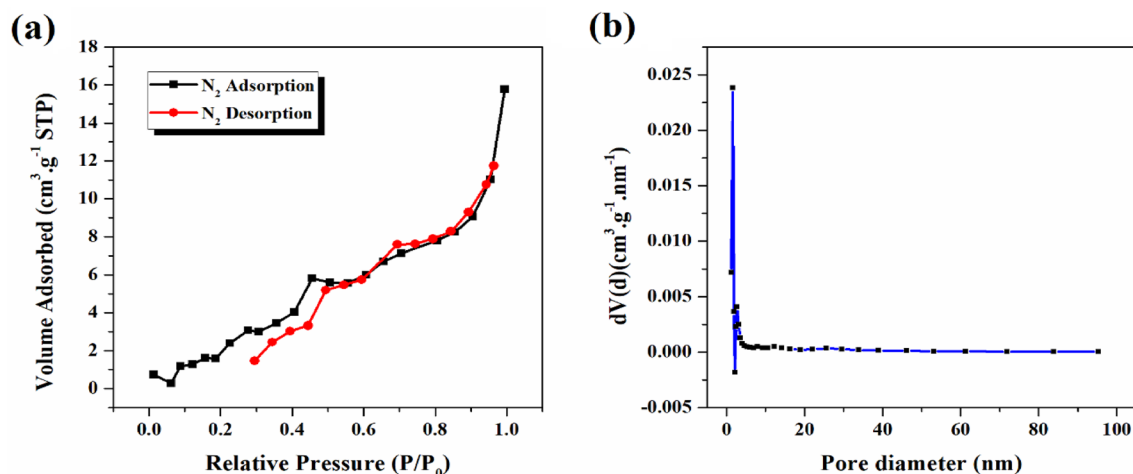 (a)
18
16
14
12
10
8
6
4
2
0
Volume Adsorbed (cm³.g⁻¹ STP)
N₂ Adsorption
N₂ Desorption
0.0 0.2 0.4 0.6 0.8 1.0
Relative Pressure (P/P₀)
(b)
0.025
0.020
0.015
0.010
0.005
0.000
-0.005
dV(d)(cm³.g⁻¹.nm⁻¹)
0 20 40 60 80 100
Pore diameter (nm)